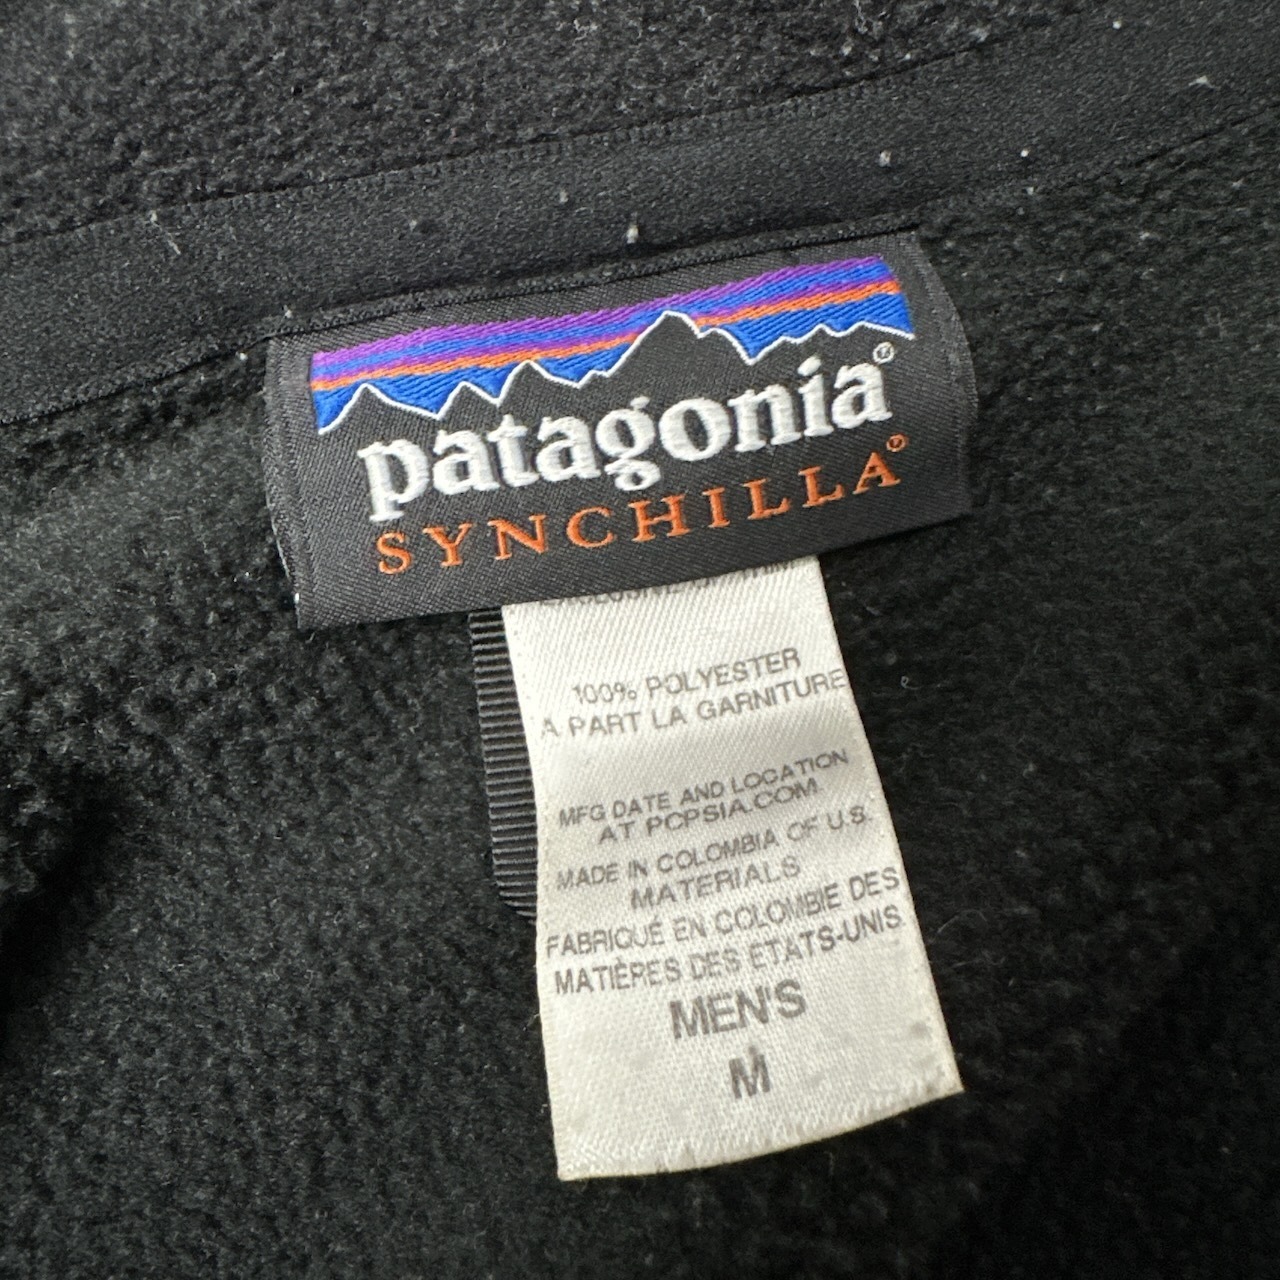 patagonia®
SYNCHILLA®
100% POLYESTER
A PART LA GARNITURE
MFG DATE AND LOCATION
AT PCPSIA.COM
MADE IN COLOMBIA OF U.S.
MATERIALS
FABRIQUÉ EN COLOMBIE DES
MATIÈRES DES ÉTATS-UNIS
MEN'S
M